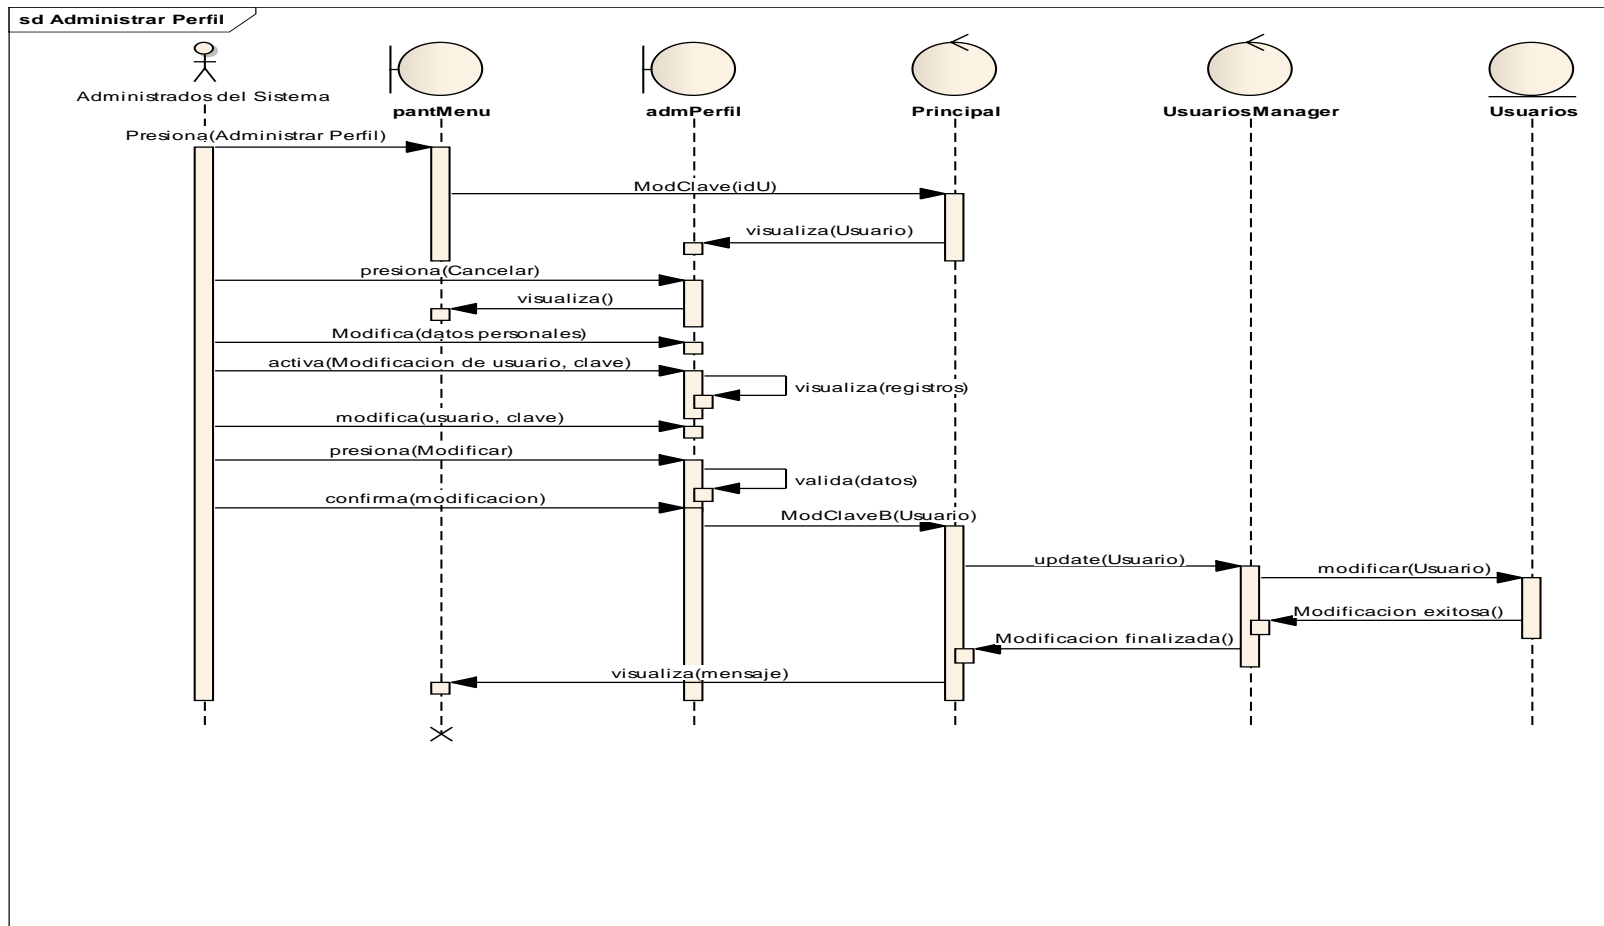 sd Administrar Perfil
Administrados del Sistema
pantMenu
admPerfil
Principal
UsuariosManager
Usuarios
Presiona(Administrar Perfil)
ModClave(idU)
visualiza(Usuario)
presiona(Cancelar)
visualiza()
Modifica(datos personales)
activa(Modificacion de usuario, clave)
visualiza(registros)
modifica(usuario, clave)
presiona(Modificar)
valida(datos)
confirma(modificacion)
ModClaveB(Usuario)
update(Usuario)
modificar(Usuario)
Modificacion exitosa()
Modificacion finalizada()
visualiza(mensaje)